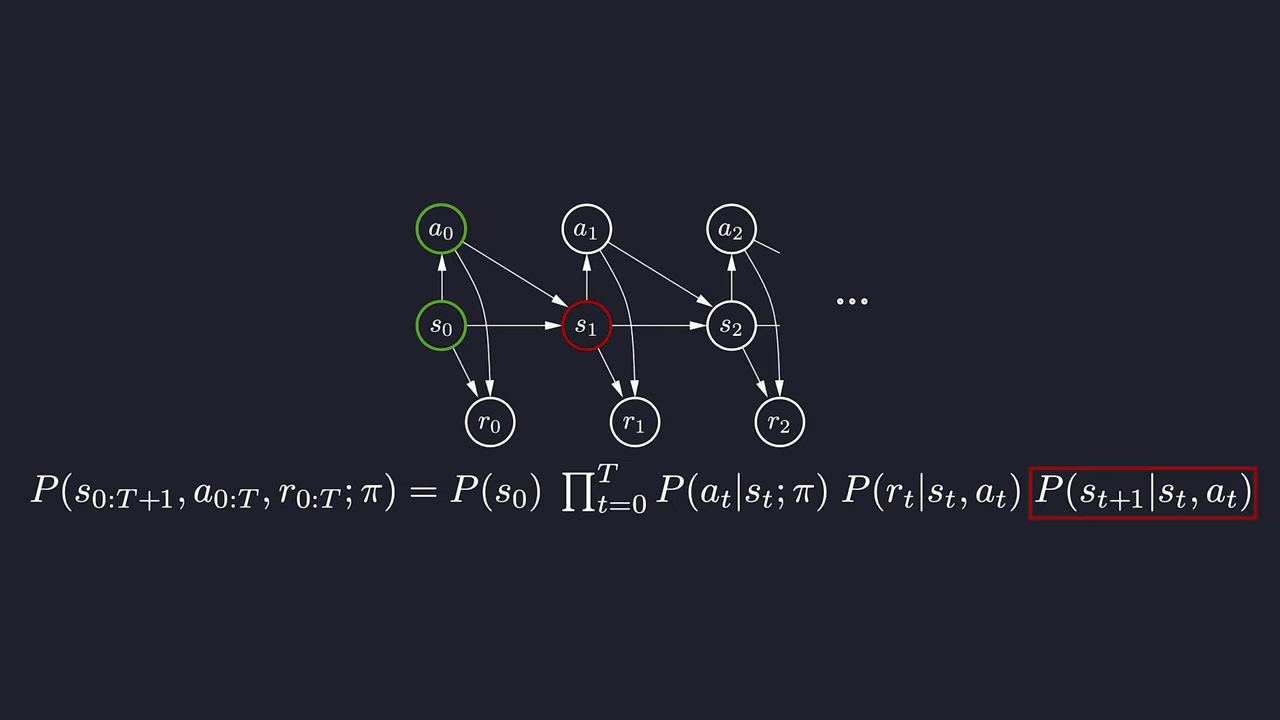 a₀ a₁ a₂
...
s₀ s₁ s₂
r₀ r₁ r₂
P(s₀:T+1, a₀:T, r₀:T; π) = P(s₀) ∏ᵀₜ₌₀ P(aₜ|sₜ; π) P(rₜ|sₜ, aₜ) P(sₜ₊₁|sₜ, aₜ)